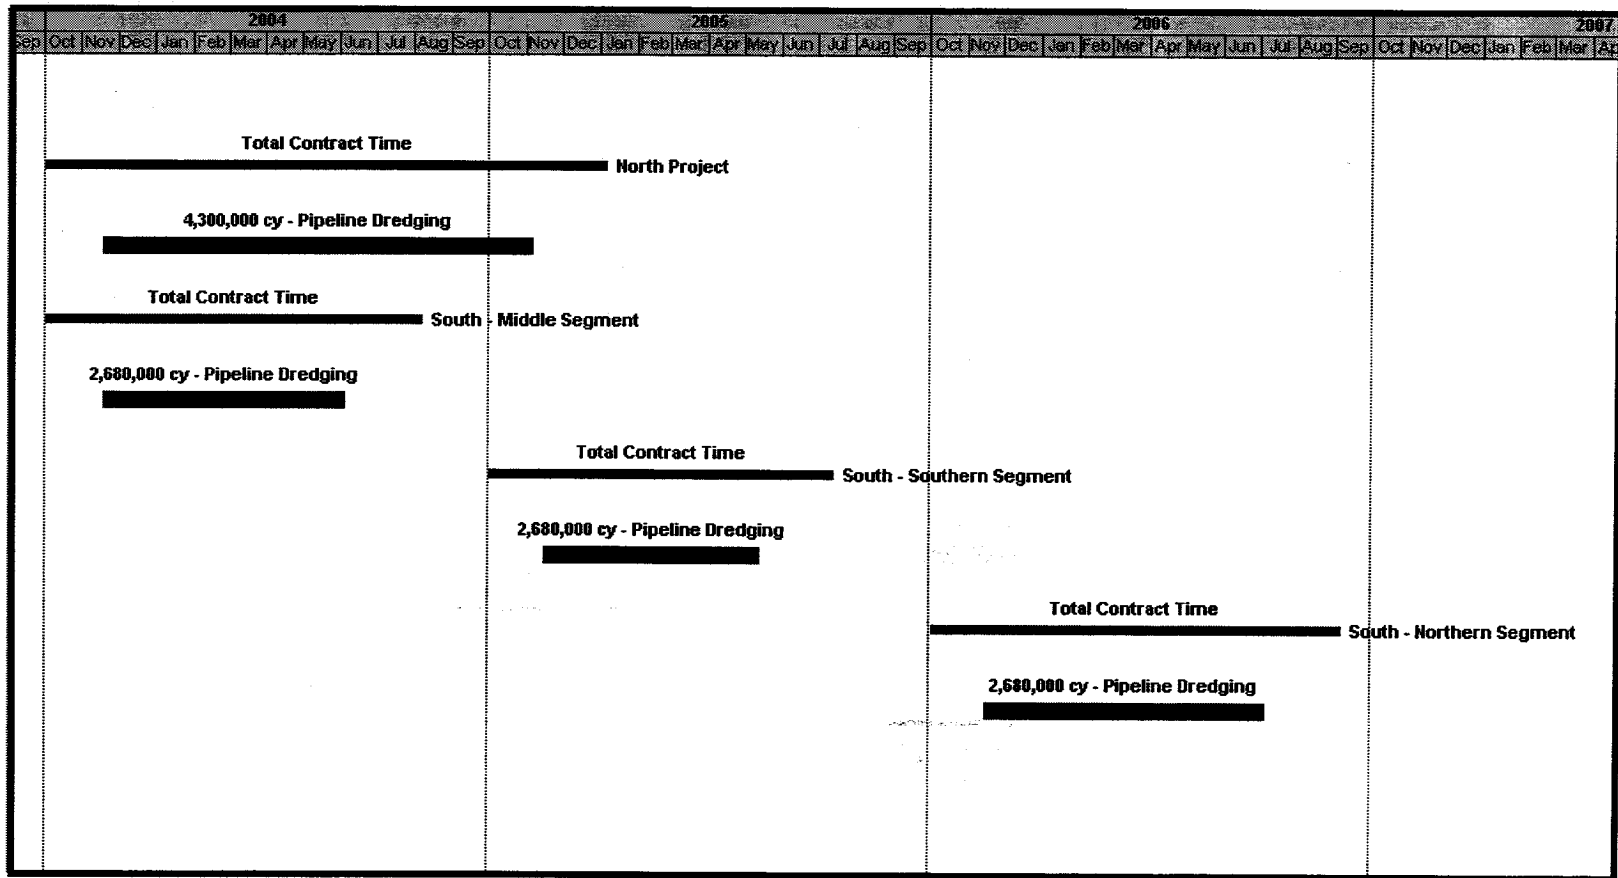 2004 2005 2006 2007
Sep Oct Nov Dec Jan Feb Mar Apr May Jun Jul Aug Sep Oct Nov Dec Jan Feb Mar Apr May Jun Jul Aug Sep Oct Nov Dec Jan Feb Mar Apr May Jun Jul Aug Sep Oct Nov Dec Jan Feb Mar Ap
Total Contract Time
North Project
4,300,000 cy - Pipeline Dredging
Total Contract Time
South - Middle Segment
2,680,000 cy - Pipeline Dredging
Total Contract Time
South - Southern Segment
2,680,000 cy - Pipeline Dredging
Total Contract Time
South - Northern Segment
2,680,000 cy - Pipeline Dredging